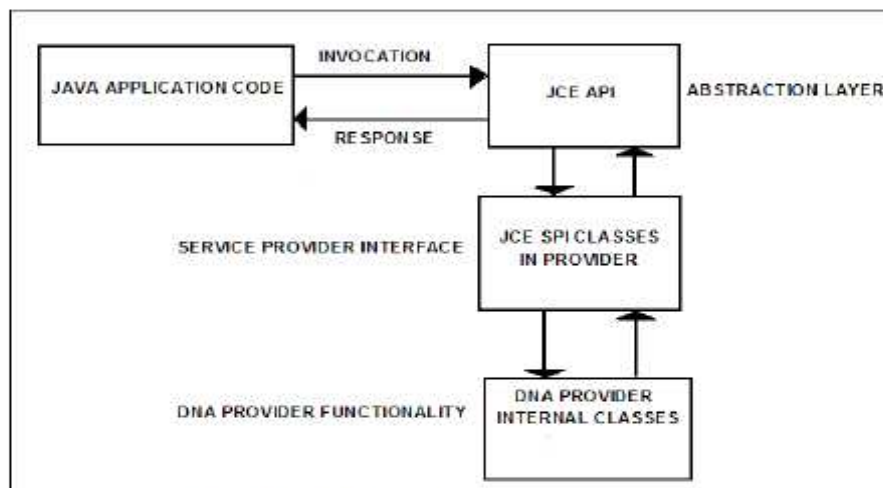 INVOCATION
JAVA APPLICATION CODE
JCE API
ABSTRACTION LAYER
RESPONSE
SERVICE PROVIDER INTERFACE
JCE SPI CLASSES
IN PROVIDER
DNA PROVIDER FUNCTIONALITY
DNA PROVIDER
INTERNAL CLASSES